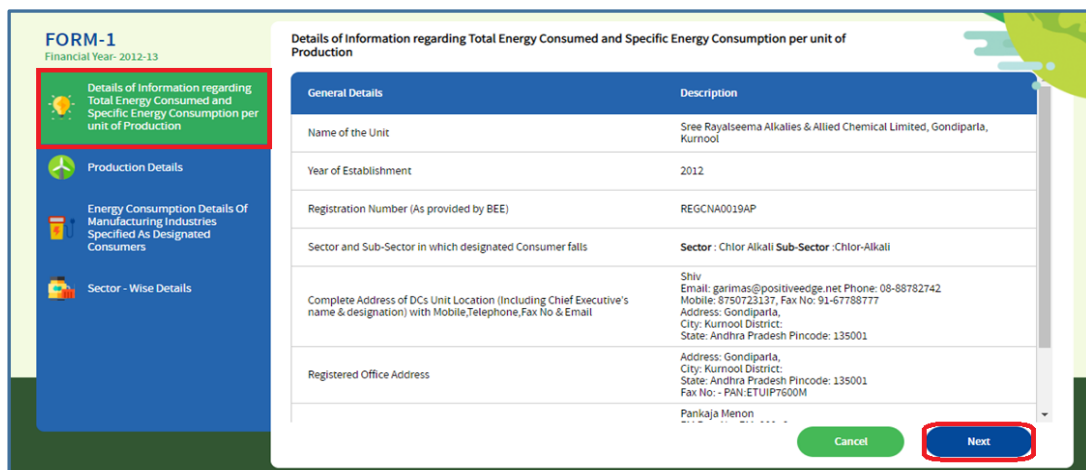 FORM-1
Financial Year- 2012-13
Details of Information regarding
Total Energy Consumed and
Specific Energy Consumption per
unit of Production
Production Details
Energy Consumption Details Of
Manufacturing Industries
Specified As Designated
Consumers
Sector - Wise Details
Details of Information regarding Total Energy Consumed and Specific Energy Consumption per unit of
Production
General Details
Description
Name of the Unit
Sree Rayalseema Alkalies & Allied Chemical Limited, Gondiparla,
Kurnool
Year of Establishment
2012
Registration Number (As provided by BEE)
REGCNA0019AP
Sector and Sub-Sector in which designated Consumer falls
Sector : Chlor Alkali Sub-Sector :Chlor-Alkali
Complete Address of DCs Unit Location (Including Chief Executive's
name & designation) with Mobile,Telephone,Fax No & Email
Shiv
Email: garimas@positiveedge.net Phone: 08-88782742
Mobile: 8750723137, Fax No: 91-67788777
Address: Gondiparla,
City: Kurnool District:
State: Andhra Pradesh Pincode: 135001
Registered Office Address
Address: Gondiparla,
City: Kurnool District:
State: Andhra Pradesh Pincode: 135001
Fax No: - PAN:ETUIP7600M
Pankaja Menon
Cancel
Next